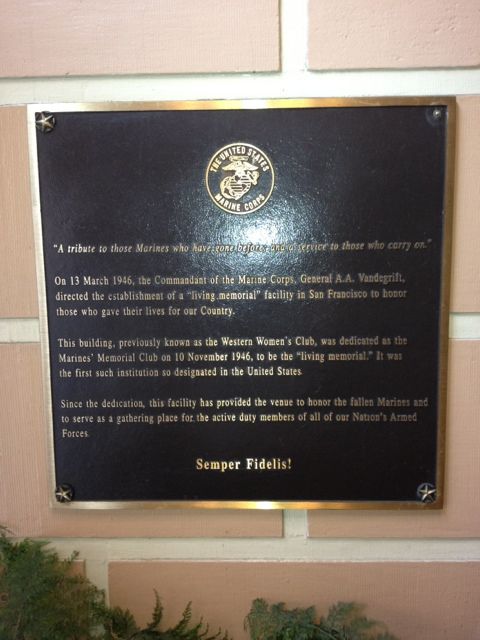 THE UNITED STATES
MARINE CORPS
"A tribute to those Marines who have gone before, and a service to those who carry on."
On 13 March 1946, the Commandant of the Marine Corps, General A.A. Vandegrift,
directed the establishment of a "living memorial" facility in San Francisco to honor
those who gave their lives for our Country.
This building, previously known as the Western Women's Club, was dedicated as the
Marines' Memorial Club on 10 November 1946, to be the "living memorial." It was
the first such institution so designated in the United States.
Since the dedication, this facility has provided the venue to honor the fallen Marines and
to serve as a gathering place for the active duty members of all of our Nation's Armed
Forces.
Semper Fidelis!